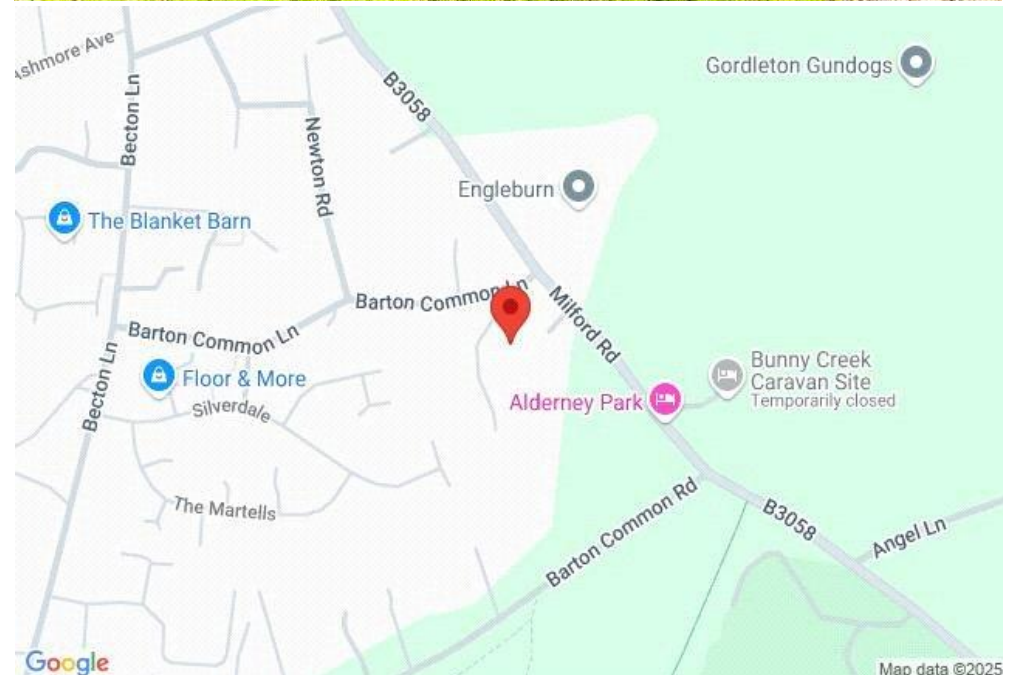 Ashmore Ave
Becton Ln
B3058
Gordleton Gundogs
Newton Rd
Engleburn
The Blanket Barn
Barton Common Ln
Milford Rd
Barton Common Ln
Becton Ln
Floor & More
Silverdale
Bunny Creek
Caravan Site
Temporarily closed
Alderney Park
The Martells
Barton Common Rd
B3058
Angel Ln
Google
Map data ©2025